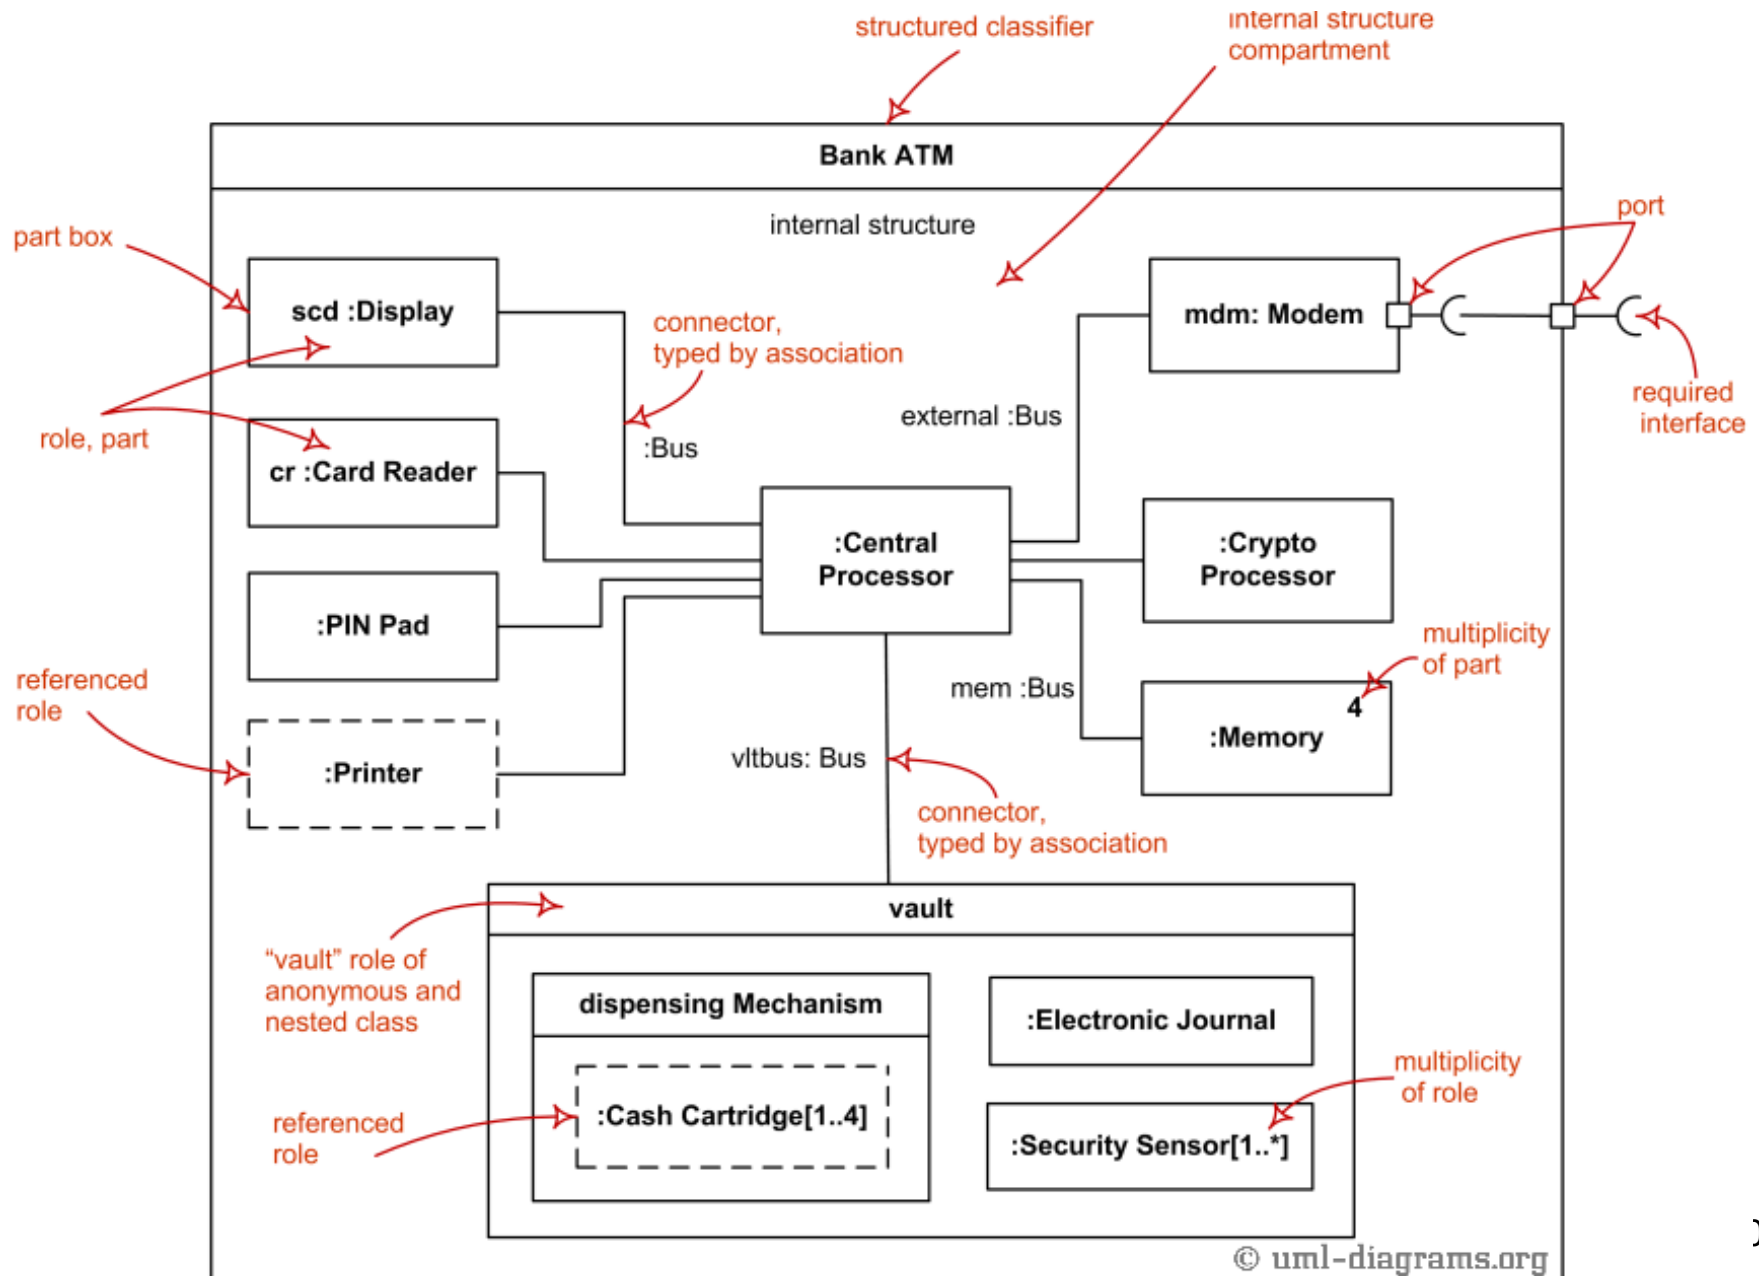 structured classifier
internal structure
compartment
Bank ATM
internal structure
port
part box
scd :Display
mdm: Modem
connector,
typed by association
required
interface
external :Bus
role, part
:Bus
cr :Card Reader
:Central
Processor
:Crypto
Processor
:PIN Pad
multiplicity
of part
referenced
role
mem :Bus
4
:Memory
:Printer
vltbus: Bus
connector,
typed by association
vault
“vault” role of
anonymous and
nested class
dispensing Mechanism
:Electronic Journal
multiplicity
of role
:Cash Cartridge[1..4]
referenced
role
:Security Sensor[1..*]
© uml-diagrams.org